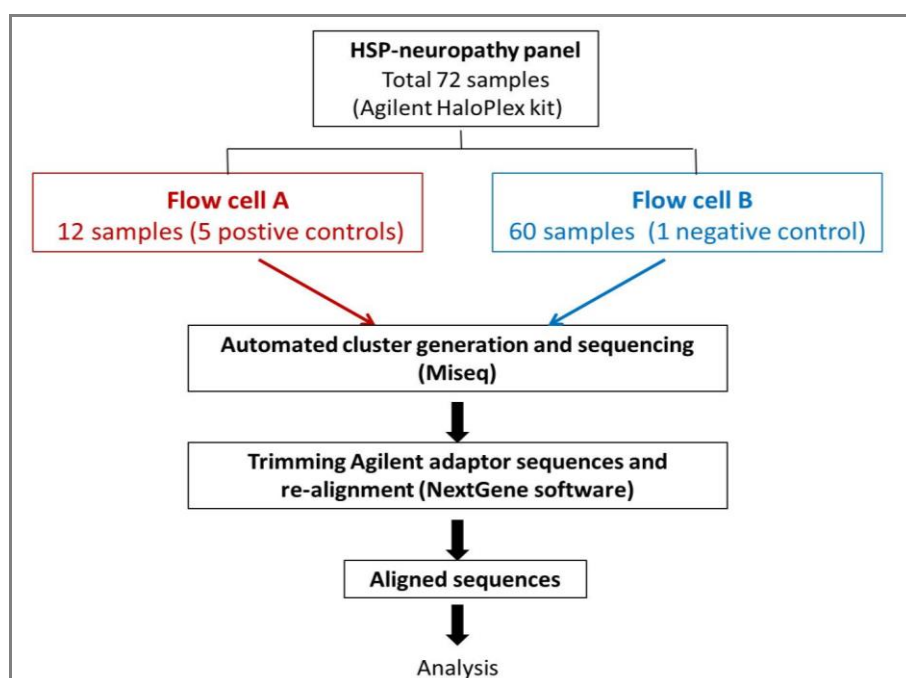 HSP-neuropathy panel
Total 72 samples
(Agilent HaloPlex kit)
Flow cell A
12 samples (5 postive controls)
Flow cell B
60 samples (1 negative control)
Automated cluster generation and sequencing
(Miseq)
Trimming Agilent adaptor sequences and
re-alignment (NextGene software)
Aligned sequences
Analysis